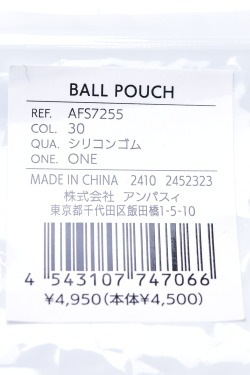 BALL POUCH
REF. AFS7255
COL. 30
QUA. シリコンゴム
ONE. ONE
MADE IN CHINA 2410 2452323
株式会社 アンパスィ
東京都千代田区飯田橋1-5-10
4 543107 747066
¥4,950(本体¥4,500)